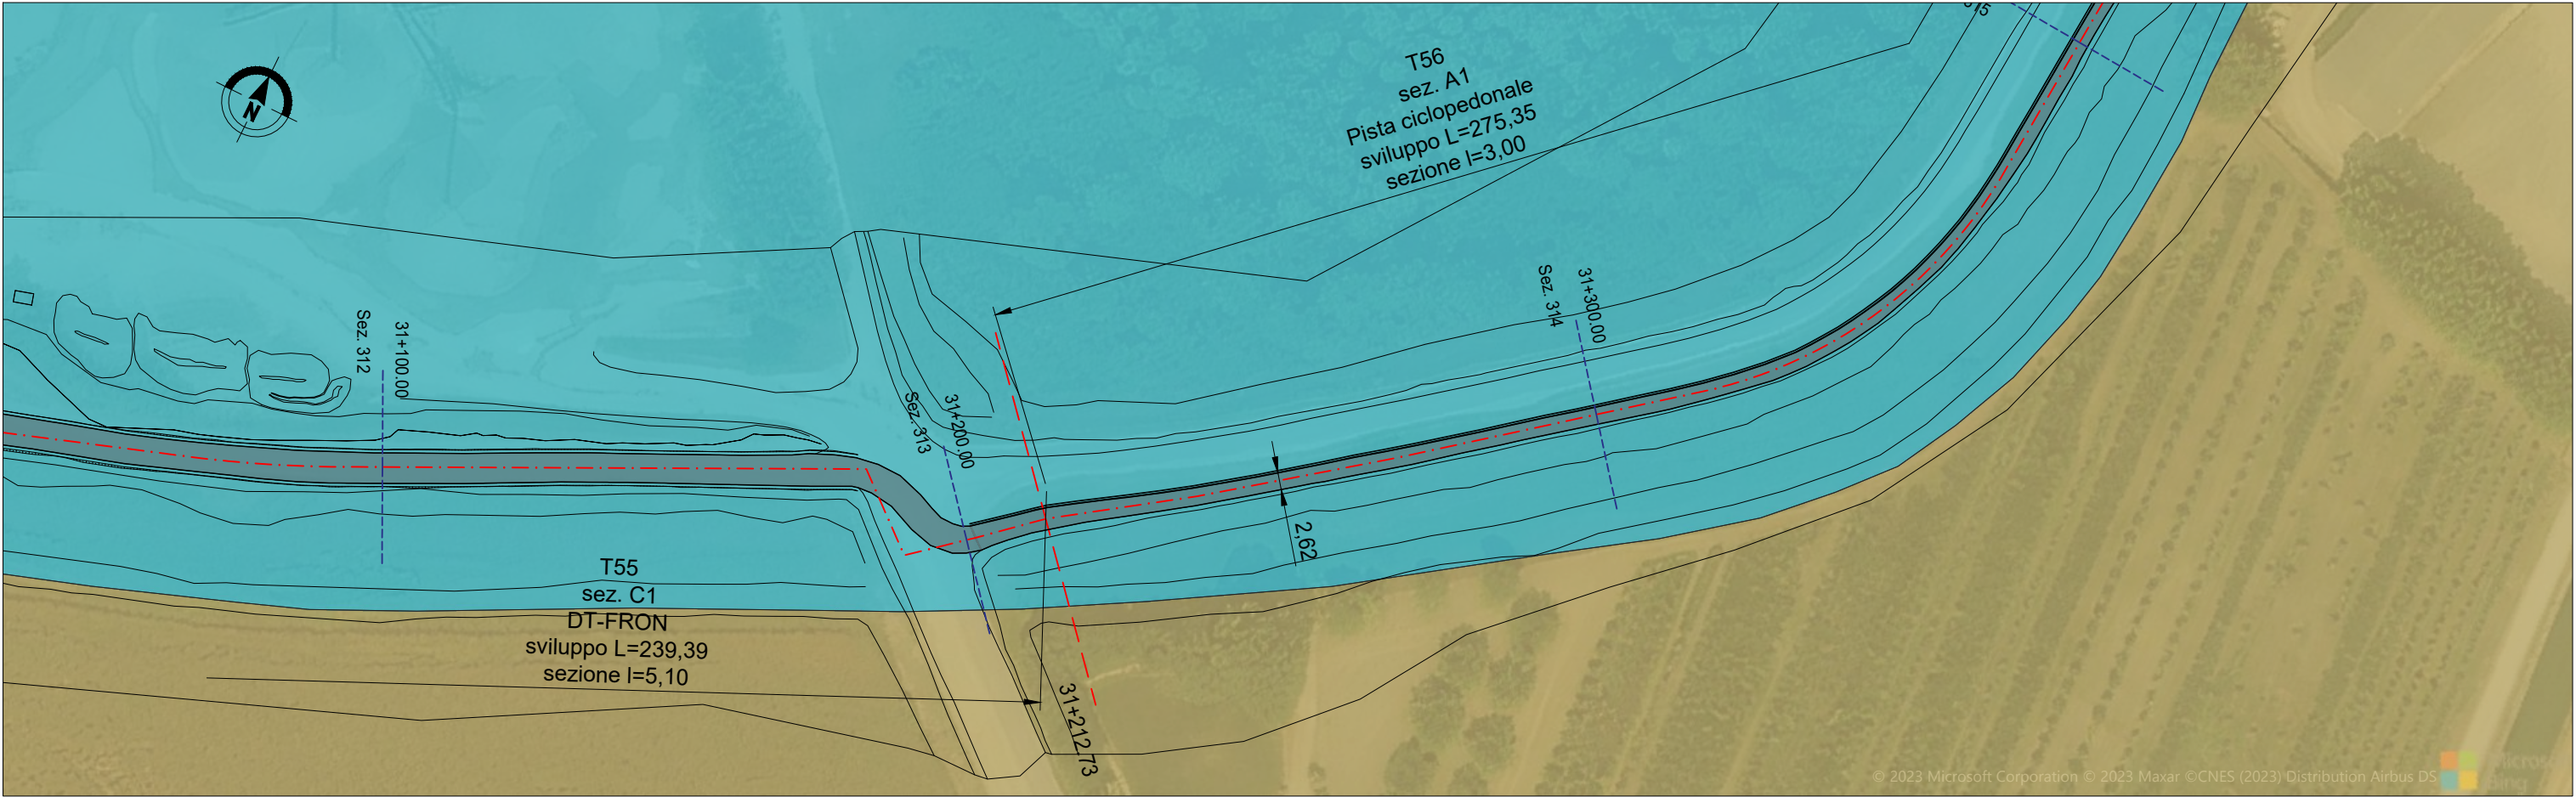 N
T56
sez. A1
Pista ciclopedonale
sviluppo L=275,35
sezione l=3,00
Sez. 312
31+100.00
Sez. 313
31+200.00
Sez. 314
31+300.00
2,62
T55
sez. C1
DT-FRON
sviluppo L=239,39
sezione l=5,10
31+212.73
© 2023 Microsoft Corporation © 2023 Maxar ©CNES (2023) Distribution Airbus DS